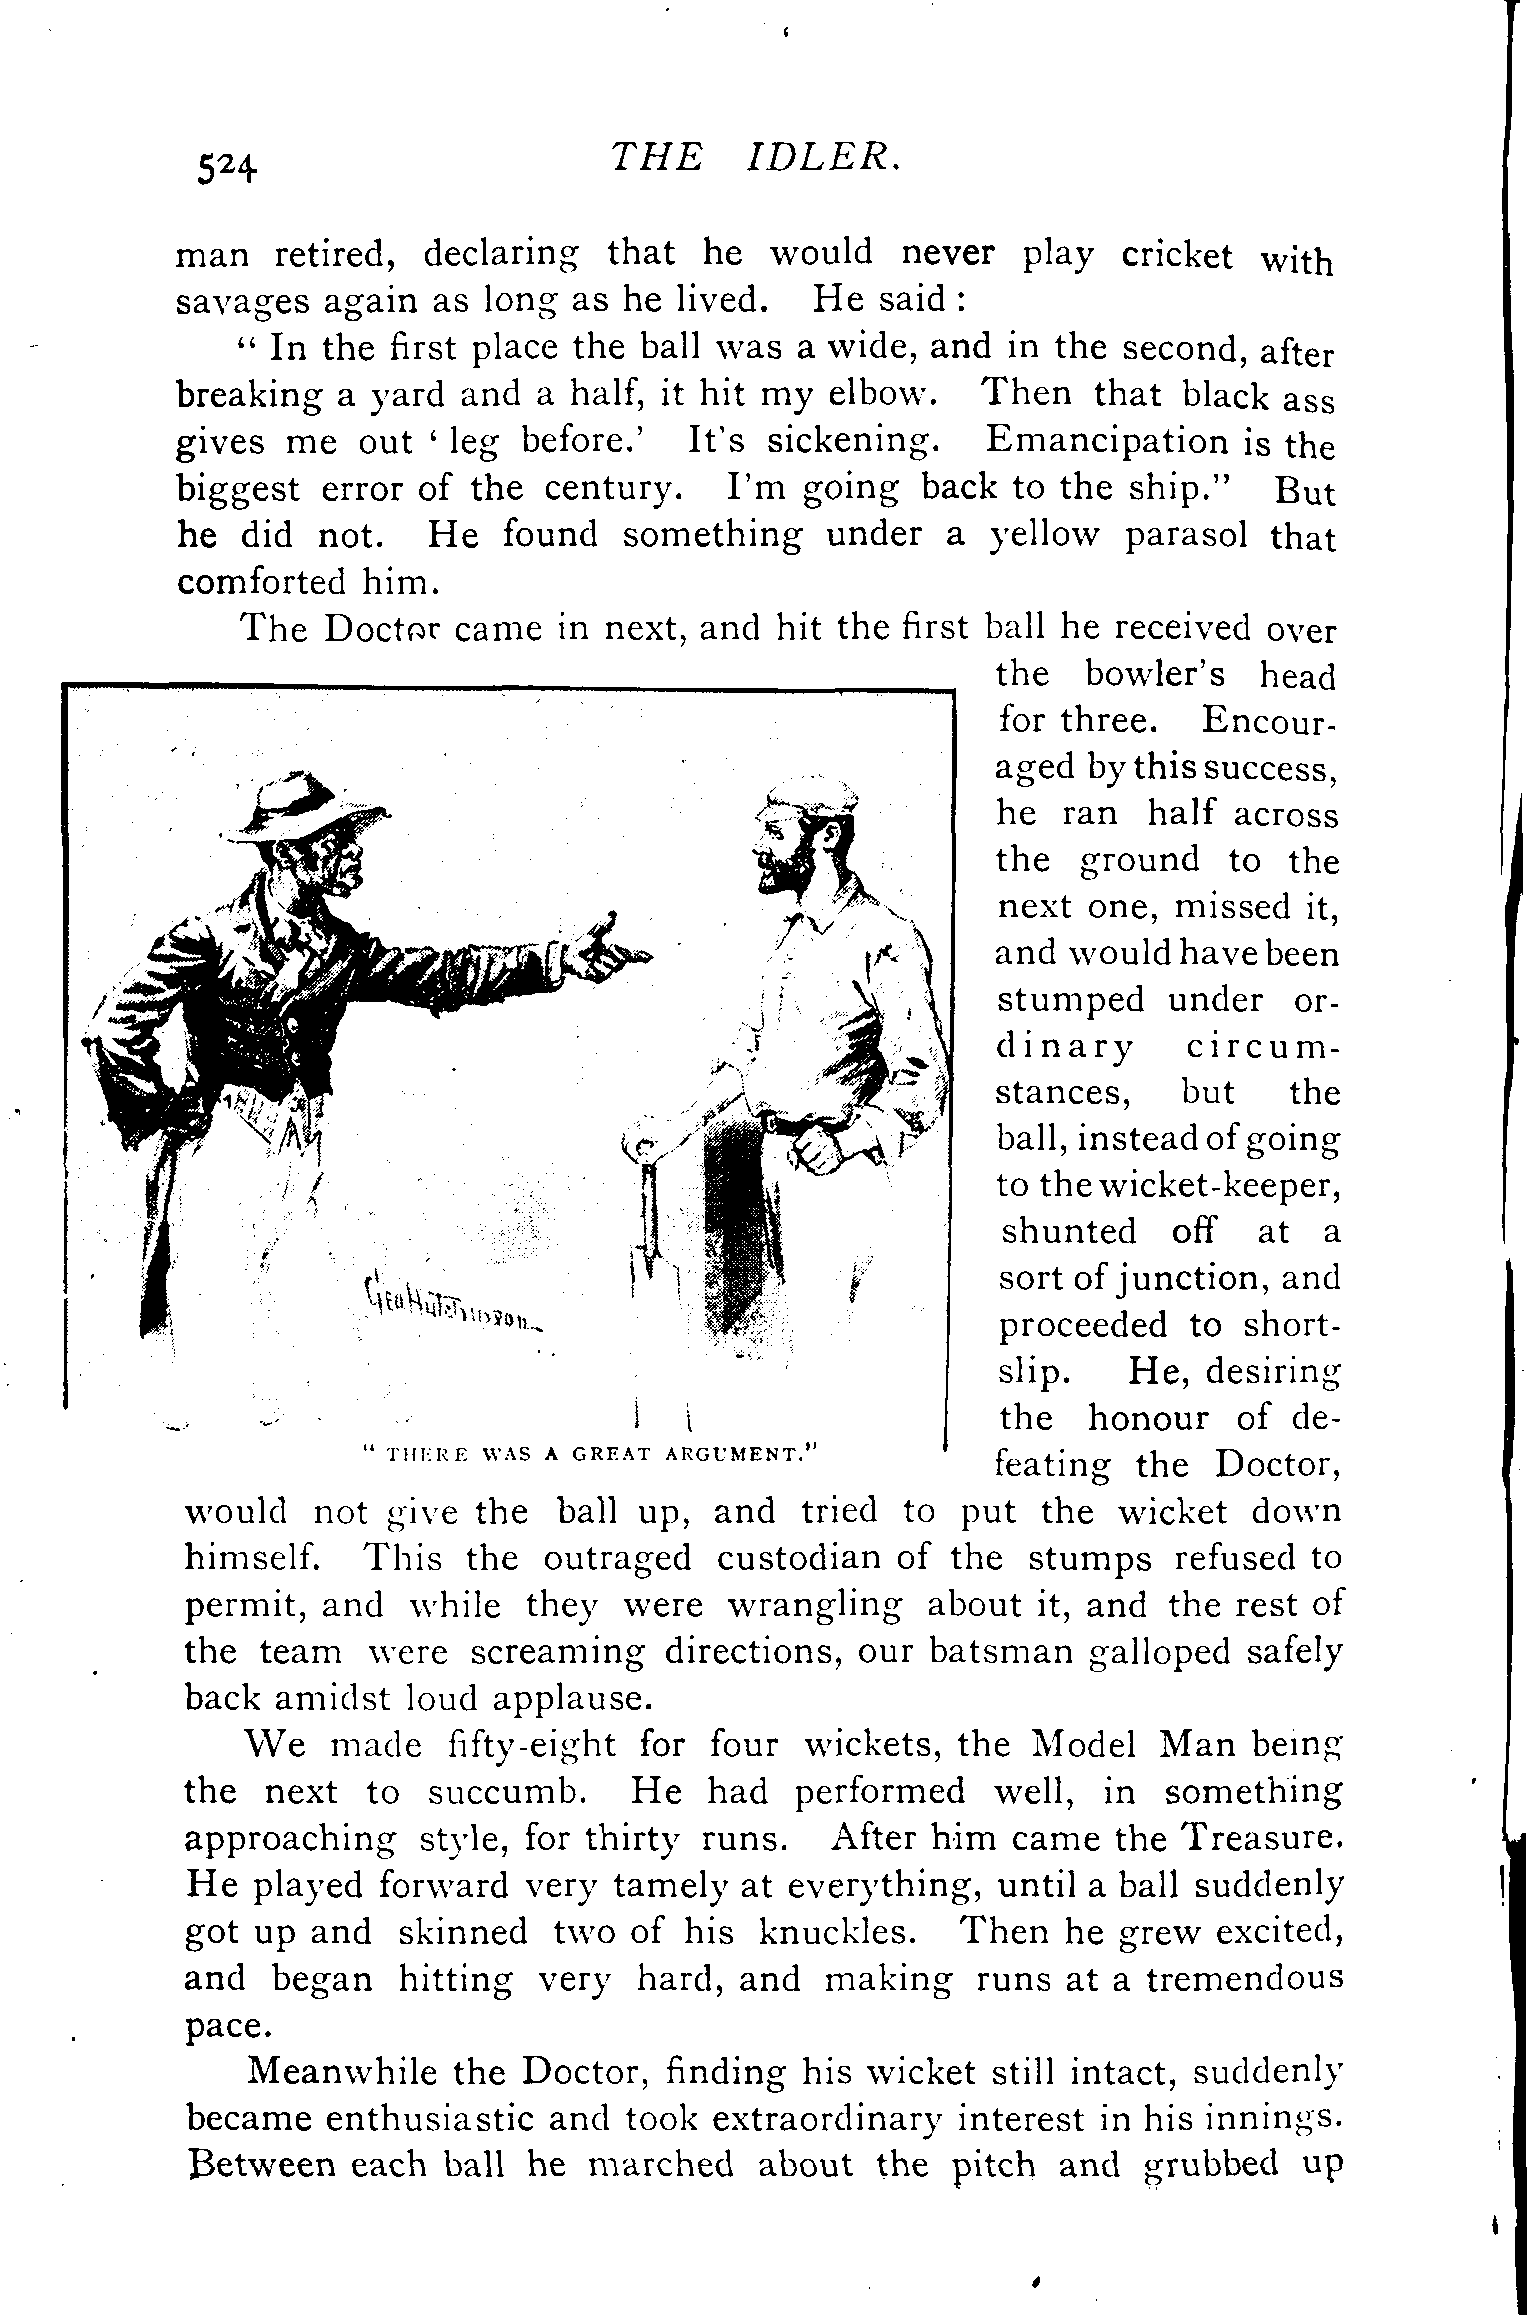 524
THE IDLER.
man retired, declaring that he would never play cricket with
savages again as long as he lived. He said :
“ In the first place the ball was a wide, and in the second, after
breaking a yard and a half, it hit my elbow. Then that black ass
gives me out ‘ leg before.’ It’s sickening. Emancipation is the
biggest error of the century. I’m going back to the ship.” But
he did not. He found something under a yellow parasol that
comforted him.
The Doctor came in next, and hit the first ball he received over
the bowler’s head
for three. Encour-
aged by this success,
he ran half across
the ground to the
next one, missed it,
and would have been
stumped under or-
dinary circum-
stances, but the
ball, instead of going
to the wicket-keeper,
shunted off at a
sort of junction, and
proceeded to short-
slip. He, desiring
the honour of de-
feating the Doctor,
Geo Hutchinson
“ THERE WAS A GREAT ARGUMENT.”
would not give the ball up, and tried to put the wicket down
himself. This the outraged custodian of the stumps refused to
permit, and while they were wrangling about it, and the rest of
the team were screaming directions, our batsman galloped safely
back amidst loud applause.
We made fifty-eight for four wickets, the Model Man being
the next to succumb. He had performed well, in something
approaching style, for thirty runs. After him came the Treasure.
He played forward very tamely at everything, until a ball suddenly
got up and skinned two of his knuckles. Then he grew excited,
and began hitting very hard, and making runs at a tremendous
pace.
Meanwhile the Doctor, finding his wicket still intact, suddenly
became enthusiastic and took extraordinary interest in his innings.
Between each ball he marched about the pitch and grubbed up